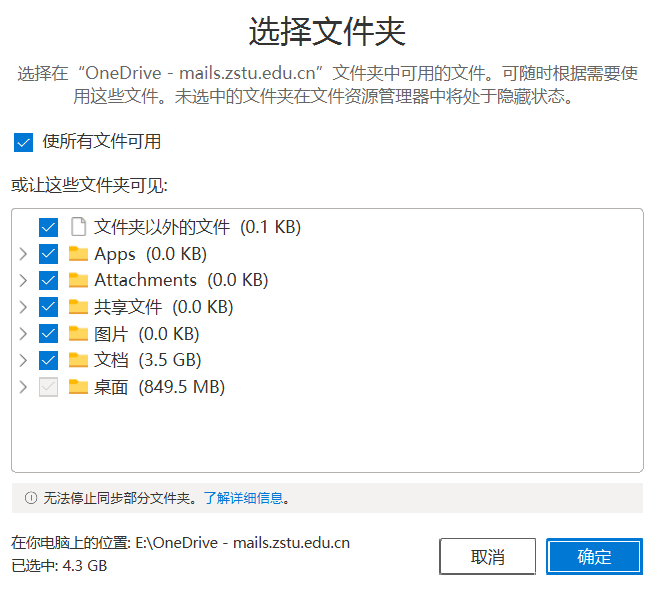 选择文件夹
选择在“OneDrive - mails.zstu.edu.cn”文件夹中可用的文件。可随时根据需要使
用这些文件。未选中的文件夹在文件资源管理器中将处于隐藏状态。
使所有文件可用
或让这些文件夹可见:
文件夹以外的文件 (0.1 KB)
Apps (0.0 KB)
Attachments (0.0 KB)
共享文件 (0.0 KB)
图片 (0.0 KB)
文档 (3.5 GB)
桌面 (849.5 MB)
无法停止同步部分文件夹。了解详细信息。
在你电脑上的位置: E:\OneDrive - mails.zstu.edu.cn
已选中: 4.3 GB
取消
确定